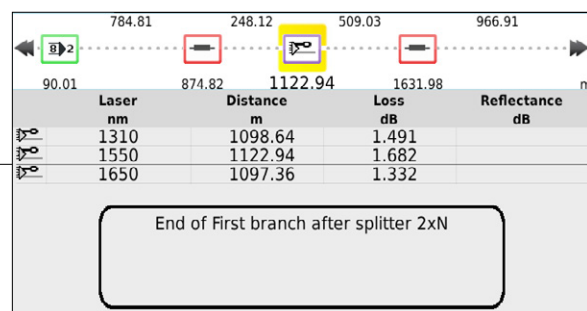 784.81 248.12 509.03 966.91
8 2
90.01 874.82 1122.94 1631.98 m
Laser Distance Loss Reflectance
nm m dB dB
1310 1098.64 1.491
1550 1122.94 1.682
1650 1097.36 1.332
End of First branch after splitter 2xN